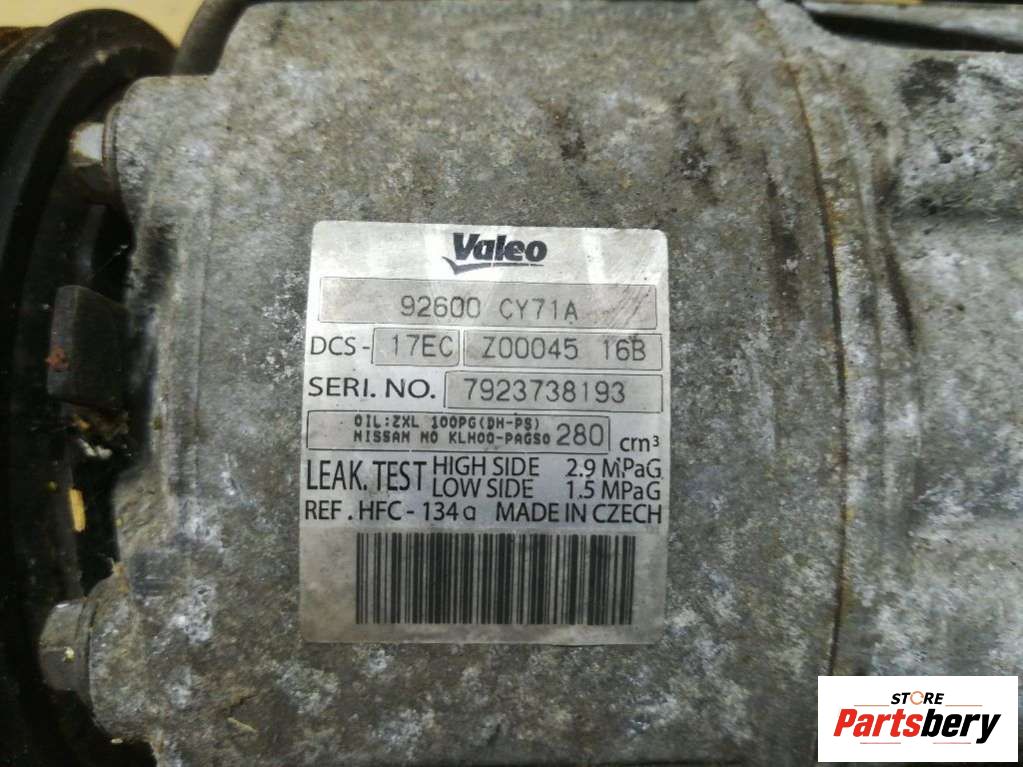 Valeo
92600 CY71A
DCS - 17EC Z00045 16B
SERI. NO. 7923738193
OIL:ZXL 100PG(DH-PS)
NISSAN NO KLH00-PAGS0 280 cm³
LEAK. TEST HIGH SIDE 2.9 MPaG
LOW SIDE 1.5 MPaG
REF. HFC - 134a MADE IN CZECH
STORE
Partsbery